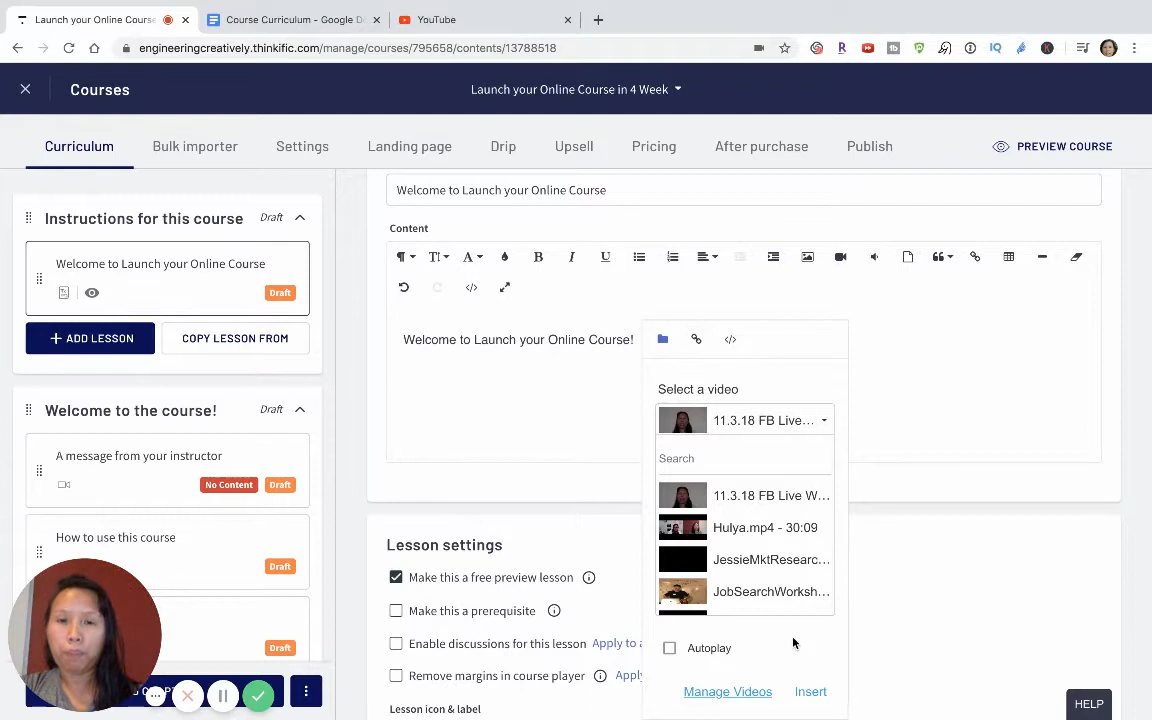 Launch your Online Course
Course Curriculum - Google Do
YouTube
engineeringcreatively.thinkific.com/manage/courses/795658/contents/13788518
Courses
Launch your Online Course in 4 Week
Curriculum
Bulk importer
Settings
Landing page
Drip
Upsell
Pricing
After purchase
Publish
PREVIEW COURSE
Instructions for this course
Draft
Welcome to Launch your Online Course
Draft
+ ADD LESSON
COPY LESSON FROM
Welcome to the course!
Draft
A message from your instructor
No Content
Draft
How to use this course
Draft
Draft
Welcome to Launch your Online Course
Content
Welcome to Launch your Online Course!
Select a video
11.3.18 FB Live...
Search
11.3.18 FB Live W...
Hulya.mp4 - 30:09
JessieMktResearc...
JobSearchWorksh...
Autoplay
Manage Videos
Insert
Lesson settings
Make this a free preview lesson
Make this a prerequisite
Enable discussions for this lesson
Apply to a
Remove margins in course player
Apply
Lesson icon & label
HELP